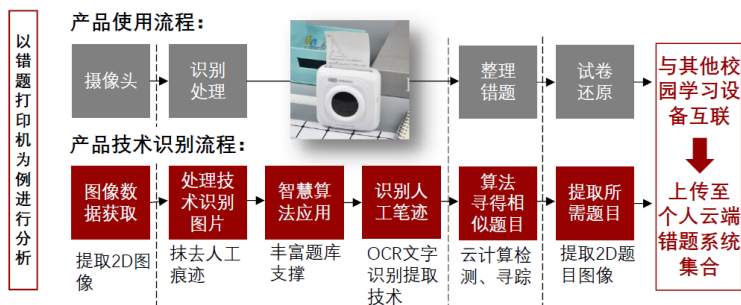 以错题打印机为例进行分析
产品使用流程：
摄像头
识别
处理
整理
错题
试卷
还原
产品技术识别流程：
图像数
据获取
处理技
术识别
图片
智慧算
法应用
识别人
工笔迹
算法
寻得相
似题目
提取所
需题目
提取2D图
像
抹去人工
痕迹
丰富题库
支撑
OCR文字
识别提取
技术
云计算检
测、寻踪
提取2D题
目图像
与其他校
园学习设
备互联
上传至
个人云端
错题系统
集合